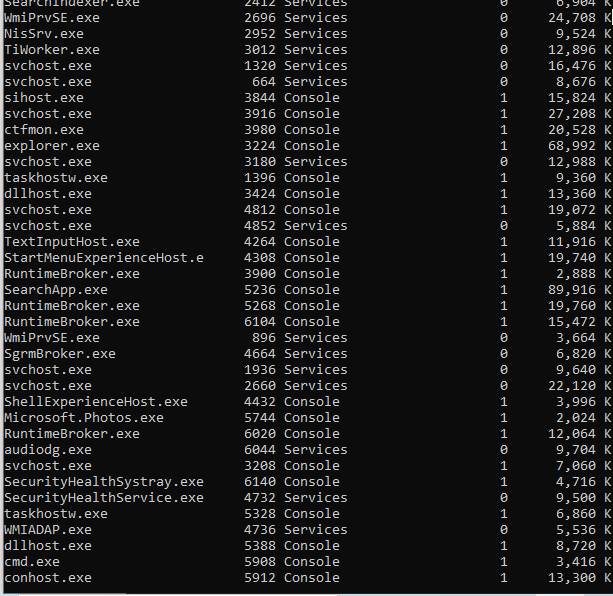 SearchIndexer.exe 2412 Services 0 6,904 K
WmiPrvSE.exe 2696 Services 0 24,708 K
NisSrv.exe 2952 Services 0 9,524 K
TiWorker.exe 3012 Services 0 12,896 K
svchost.exe 1320 Services 0 16,476 K
svchost.exe 664 Services 0 8,676 K
sihost.exe 3844 Console 1 15,824 K
svchost.exe 3916 Console 1 27,208 K
ctfmon.exe 3980 Console 1 20,528 K
explorer.exe 3224 Console 1 68,992 K
svchost.exe 3180 Services 0 12,988 K
taskhostw.exe 1396 Console 1 9,360 K
dllhost.exe 3424 Console 1 13,360 K
svchost.exe 4812 Console 1 19,072 K
svchost.exe 4852 Services 0 5,884 K
TextInputHost.exe 4264 Console 1 11,916 K
StartMenuExperienceHost.e 4308 Console 1 19,740 K
RuntimeBroker.exe 3900 Console 1 2,888 K
SearchApp.exe 5236 Console 1 89,916 K
RuntimeBroker.exe 5268 Console 1 19,760 K
RuntimeBroker.exe 6104 Console 1 15,472 K
WmiPrvSE.exe 896 Services 0 3,664 K
SgrmBroker.exe 4664 Services 0 6,820 K
svchost.exe 1936 Services 0 9,640 K
svchost.exe 2660 Services 0 22,120 K
ShellExperienceHost.exe 4432 Console 1 3,996 K
Microsoft.Photos.exe 5744 Console 1 2,024 K
RuntimeBroker.exe 6020 Console 1 12,064 K
audiodg.exe 6044 Services 0 9,704 K
svchost.exe 3208 Console 1 7,060 K
SecurityHealthSystray.exe 6140 Console 1 4,716 K
SecurityHealthService.exe 4732 Services 0 9,500 K
taskhostw.exe 5328 Console 1 6,860 K
WMIADAP.exe 4736 Services 0 5,536 K
dllhost.exe 5388 Console 1 8,720 K
cmd.exe 5908 Console 1 3,416 K
conhost.exe 5912 Console 1 13,300 K